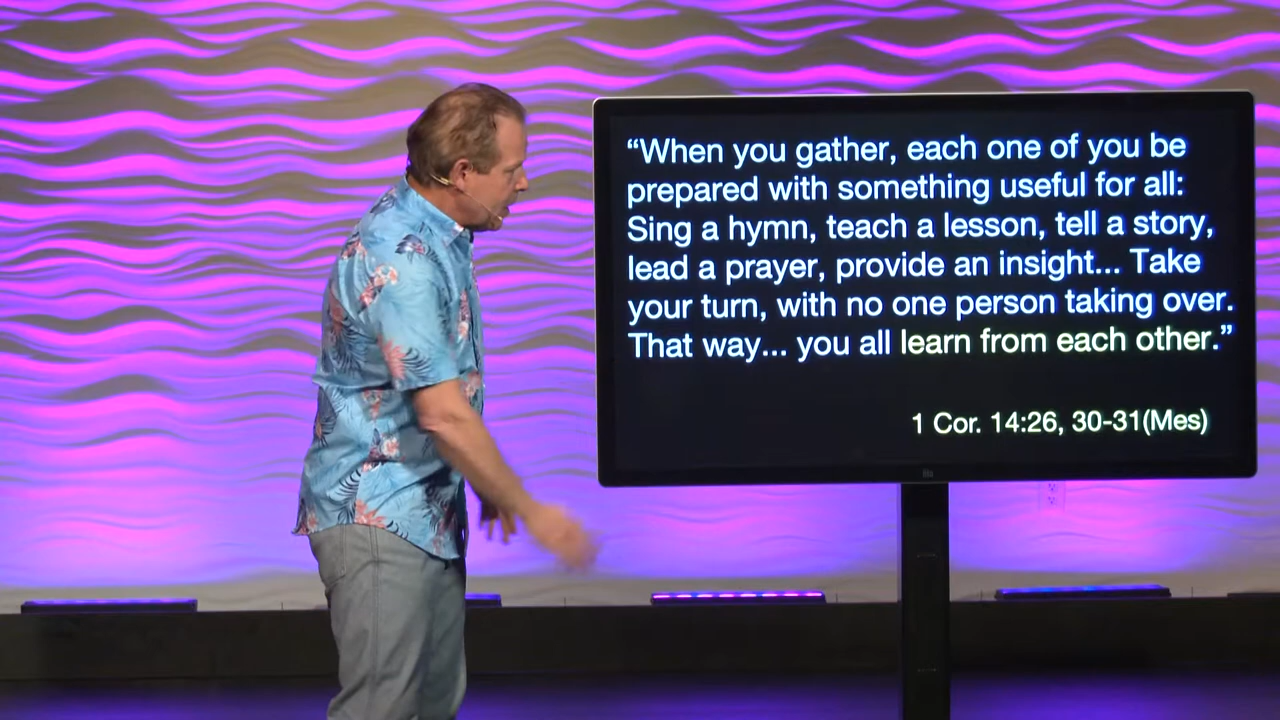 “When you gather, each one of you be
prepared with something useful for all:
Sing a hymn, teach a lesson, tell a story,
lead a prayer, provide an insight... Take
your turn, with no one person taking over.
That way... you all learn from each other.”
1 Cor. 14:26, 30-31(Mes)
elo